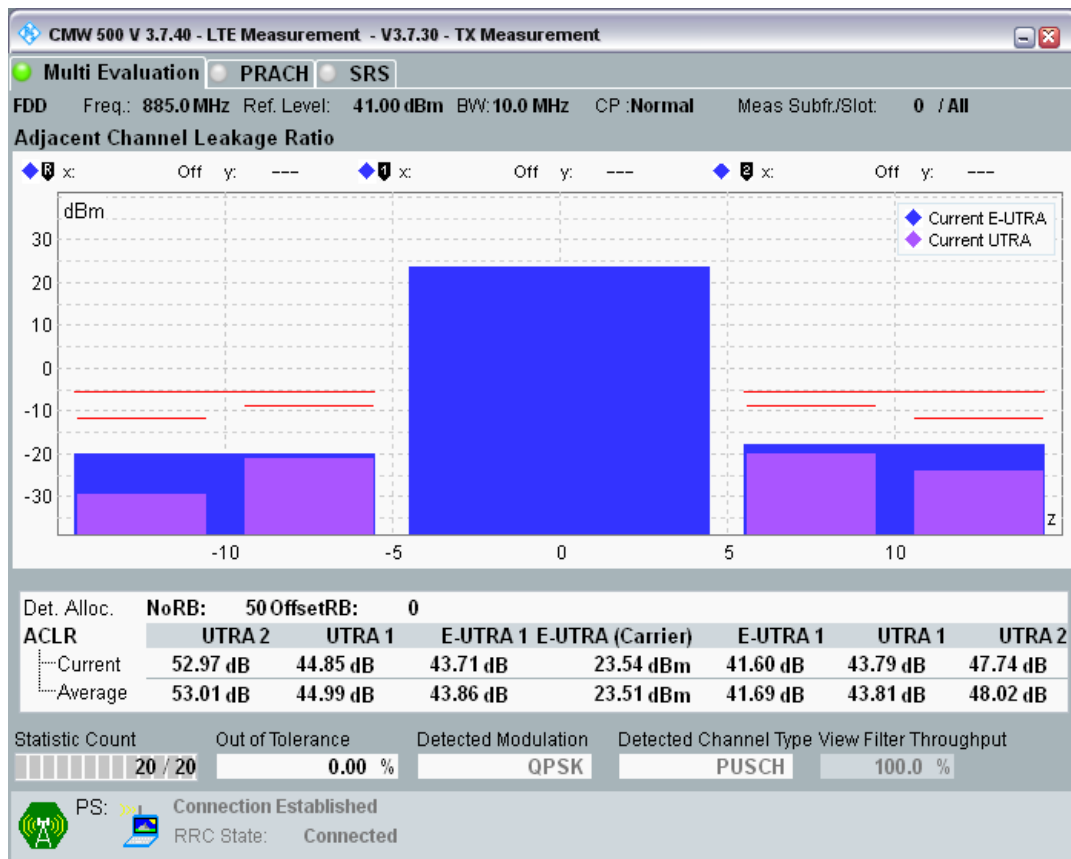 CMW 500 V 3.7.40 - LTE Measurement - V3.7.30 - TX Measurement
Multi Evaluation PRACH SRS
FDD Freq.: 885.0 MHz Ref. Level: 41.00 dBm BW: 10.0 MHz CP :Normal Meas Subfr./Slot: 0 / All
Adjacent Channel Leakage Ratio
R x: Off y: --- 1 x: Off y: --- 2 x: Off y: ---
dBm
Current E-UTRA
Current UTRA
30
20
10
0
-10
-20
-30
z
-10 -5 0 5 10
Det. Alloc. NoRB: 50 OffsetRB: 0
ACLR UTRA 2 UTRA 1 E-UTRA 1 E-UTRA (Carrier) E-UTRA 1 UTRA 1 UTRA 2
Current 52.97 dB 44.85 dB 43.71 dB 23.54 dBm 41.60 dB 43.79 dB 47.74 dB
Average 53.01 dB 44.99 dB 43.86 dB 23.51 dBm 41.69 dB 43.81 dB 48.02 dB
Statistic Count Out of Tolerance Detected Modulation Detected Channel Type View Filter Throughput
20 / 20 0.00 % QPSK PUSCH 100.0 %
PS: Connection Established
RRC State: Connected